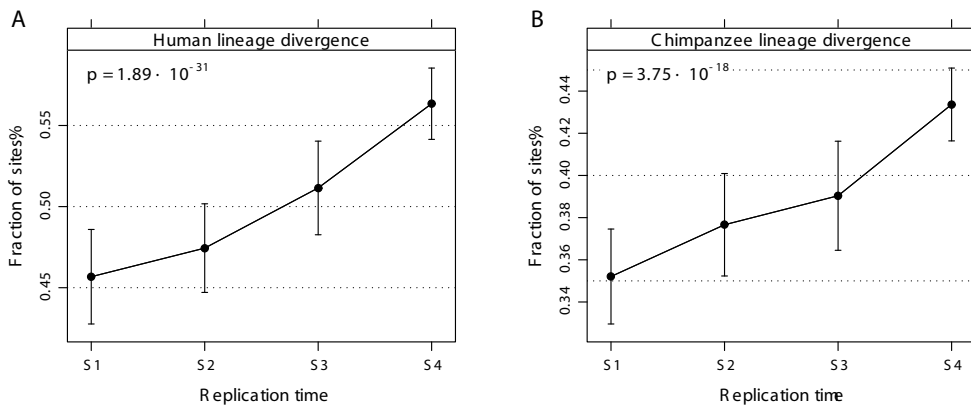 A
Human lineage divergence
p = 1.89 · 10^-31
0.55
0.50
0.45
Fraction of sites%
S1 S2 S3 S4
Replication time
B
Chimpanzee lineage divergence
p = 3.75 · 10^-18
0.44
0.42
0.40
0.38
0.36
0.34
Fraction of sites%
S1 S2 S3 S4
Replication time